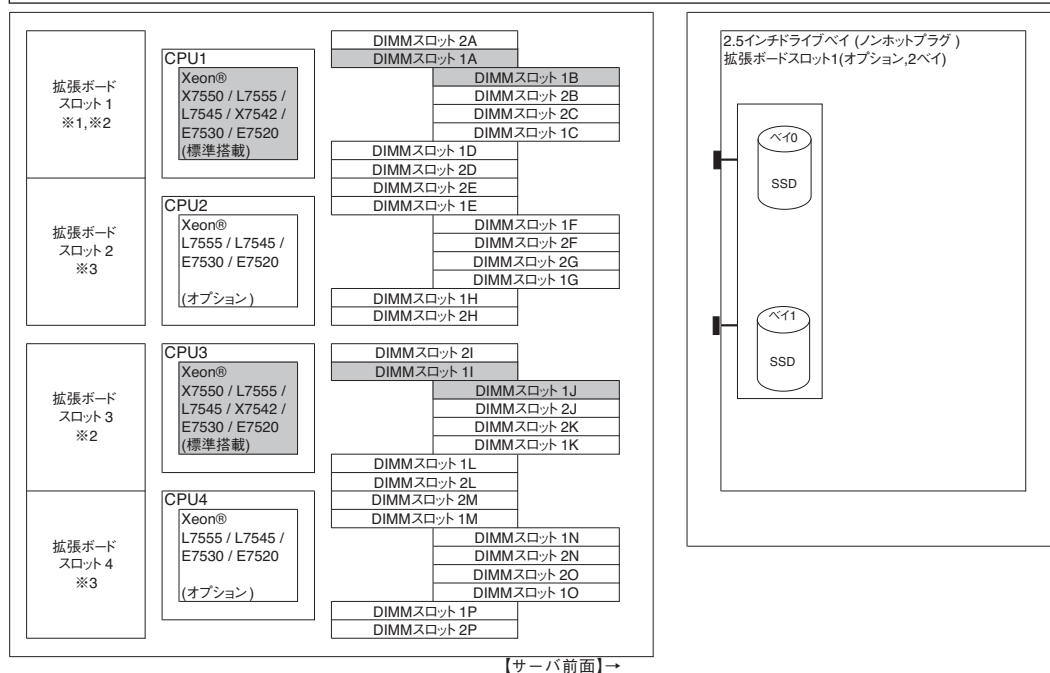 拡張ボード
スロット 1
※1,※2
拡張ボード
スロット 2
※3
拡張ボード
スロット 3
※2
拡張ボード
スロット 4
※3
CPU1
Xeon®
X7550 / L7555 /
L7545 / X7542 /
E7530 / E7520
(標準搭載)
CPU2
Xeon®
L7555 / L7545 /
E7530 / E7520
(オプション)
CPU3
Xeon®
X7550 / L7555 /
L7545 / X7542 /
E7530 / E7520
(標準搭載)
CPU4
Xeon®
L7555 / L7545 /
E7530 / E7520
(オプション)
DIMMスロット 2A
DIMMスロット 1A
DIMMスロット 1B
DIMMスロット 2B
DIMMスロット 2C
DIMMスロット 1C
DIMMスロット 1D
DIMMスロット 2D
DIMMスロット 2E
DIMMスロット 1E
DIMMスロット 1F
DIMMスロット 2F
DIMMスロット 2G
DIMMスロット 1G
DIMMスロット 1H
DIMMスロット 2H
DIMMスロット 2I
DIMMスロット 1I
DIMMスロット 1J
DIMMスロット 2J
DIMMスロット 2K
DIMMスロット 1K
DIMMスロット 1L
DIMMスロット 2L
DIMMスロット 2M
DIMMスロット 1M
DIMMスロット 1N
DIMMスロット 2N
DIMMスロット 2O
DIMMスロット 1O
DIMMスロット 1P
DIMMスロット 2P
【サーバ前面】→
2.5インチドライブベイ (ノンホットプラグ )
拡張ボードスロット1(オプション,2ベイ)
ベイ0
SSD
ベイ1
SSD